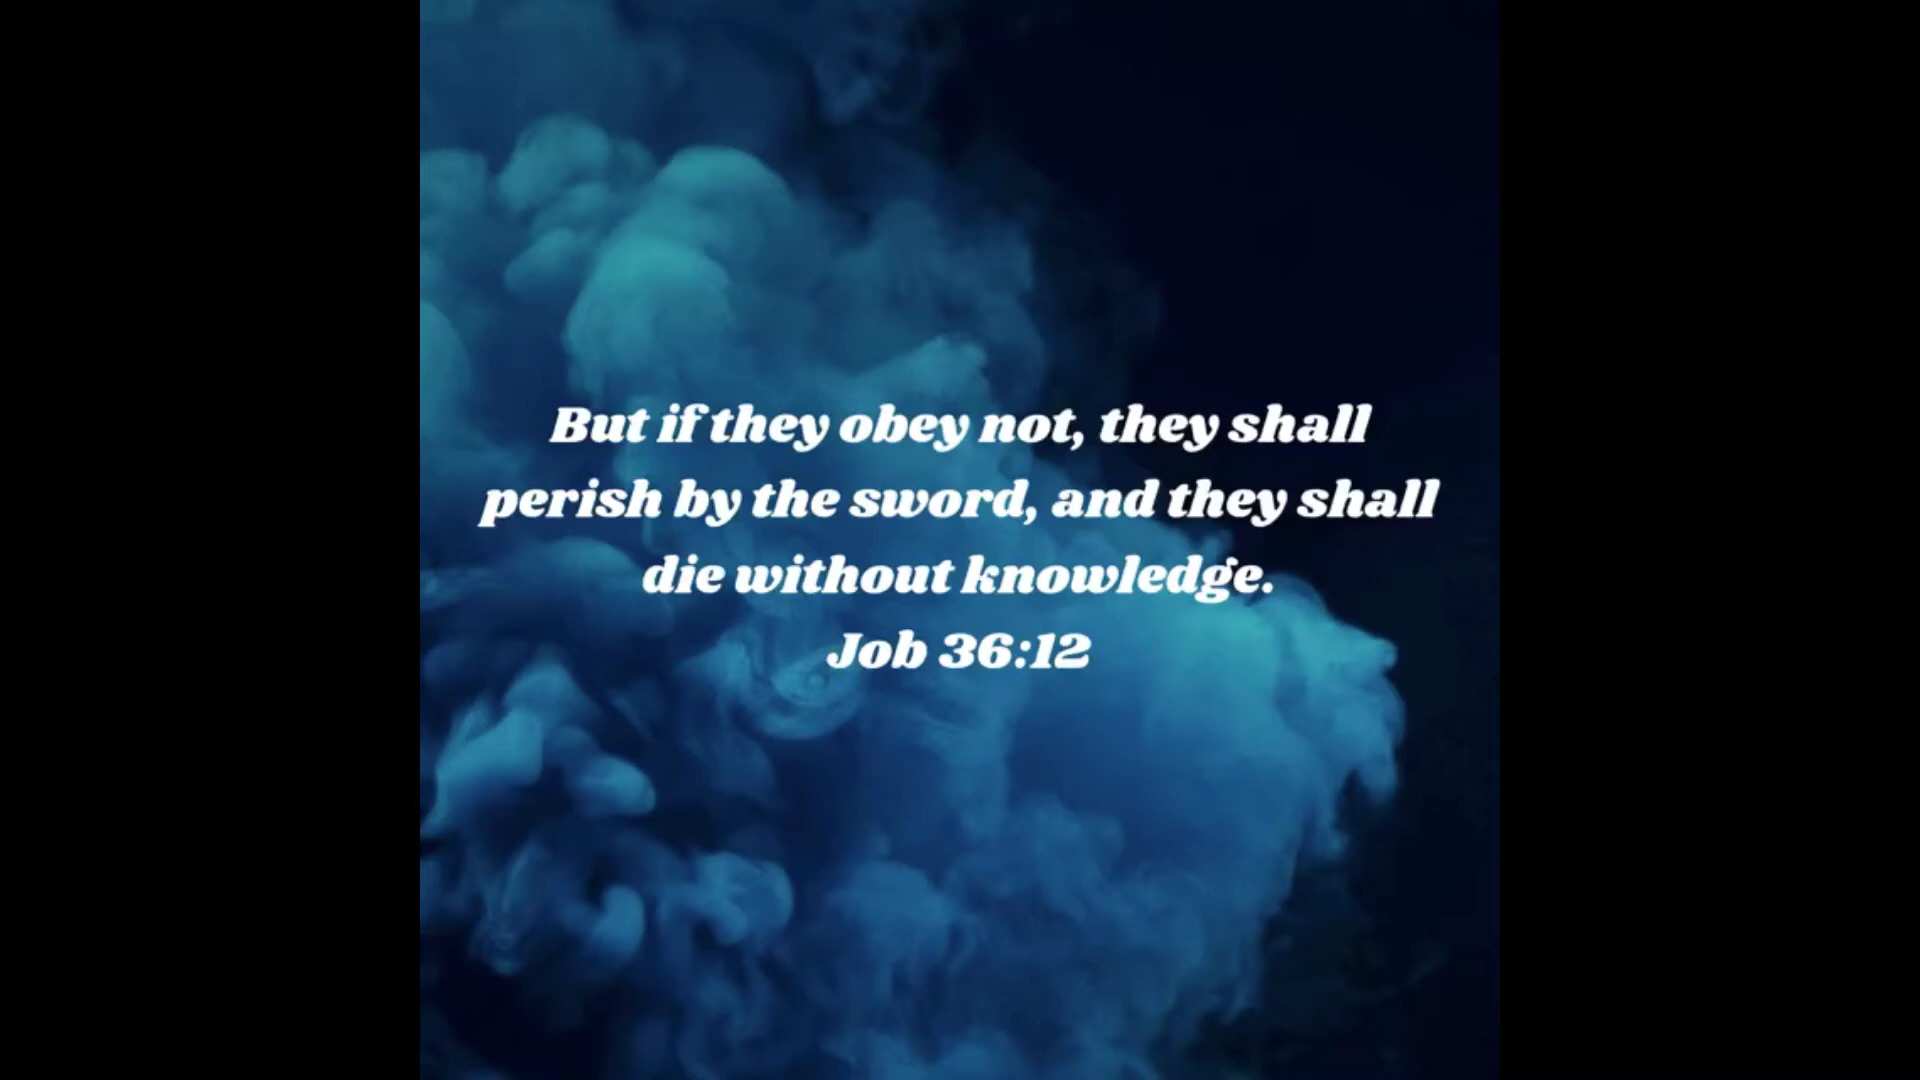 But if they obey not, they shall
perish by the sword, and they shall
die without knowledge.
Job 36:12